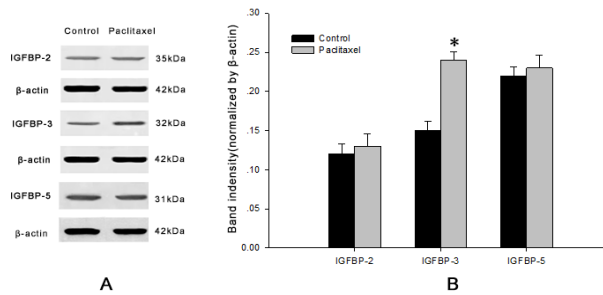 Control Paclitaxel
IGFBP-2 35kDa
β-actin 42kDa
IGFBP-3 32kDa
β-actin 42kDa
IGFBP-5 31kDa
β-actin 42kDa
A
Band indensity(normalized by β-actin)
.30
.25
.20
.15
.10
.05
0.00
Control
Paclitaxel
*
IGFBP-2 IGFBP-3 IGFBP-5
B